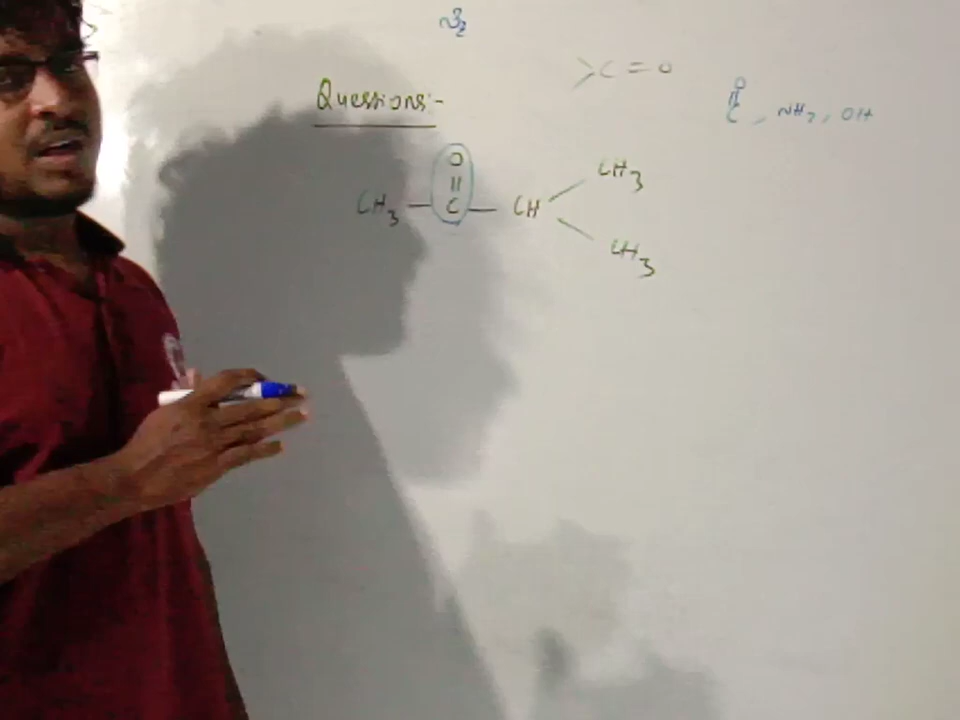 >C = O
Questions:-
O
||
C , NH2, OH
O
||
CH3 — C — CH
CH3
CH3